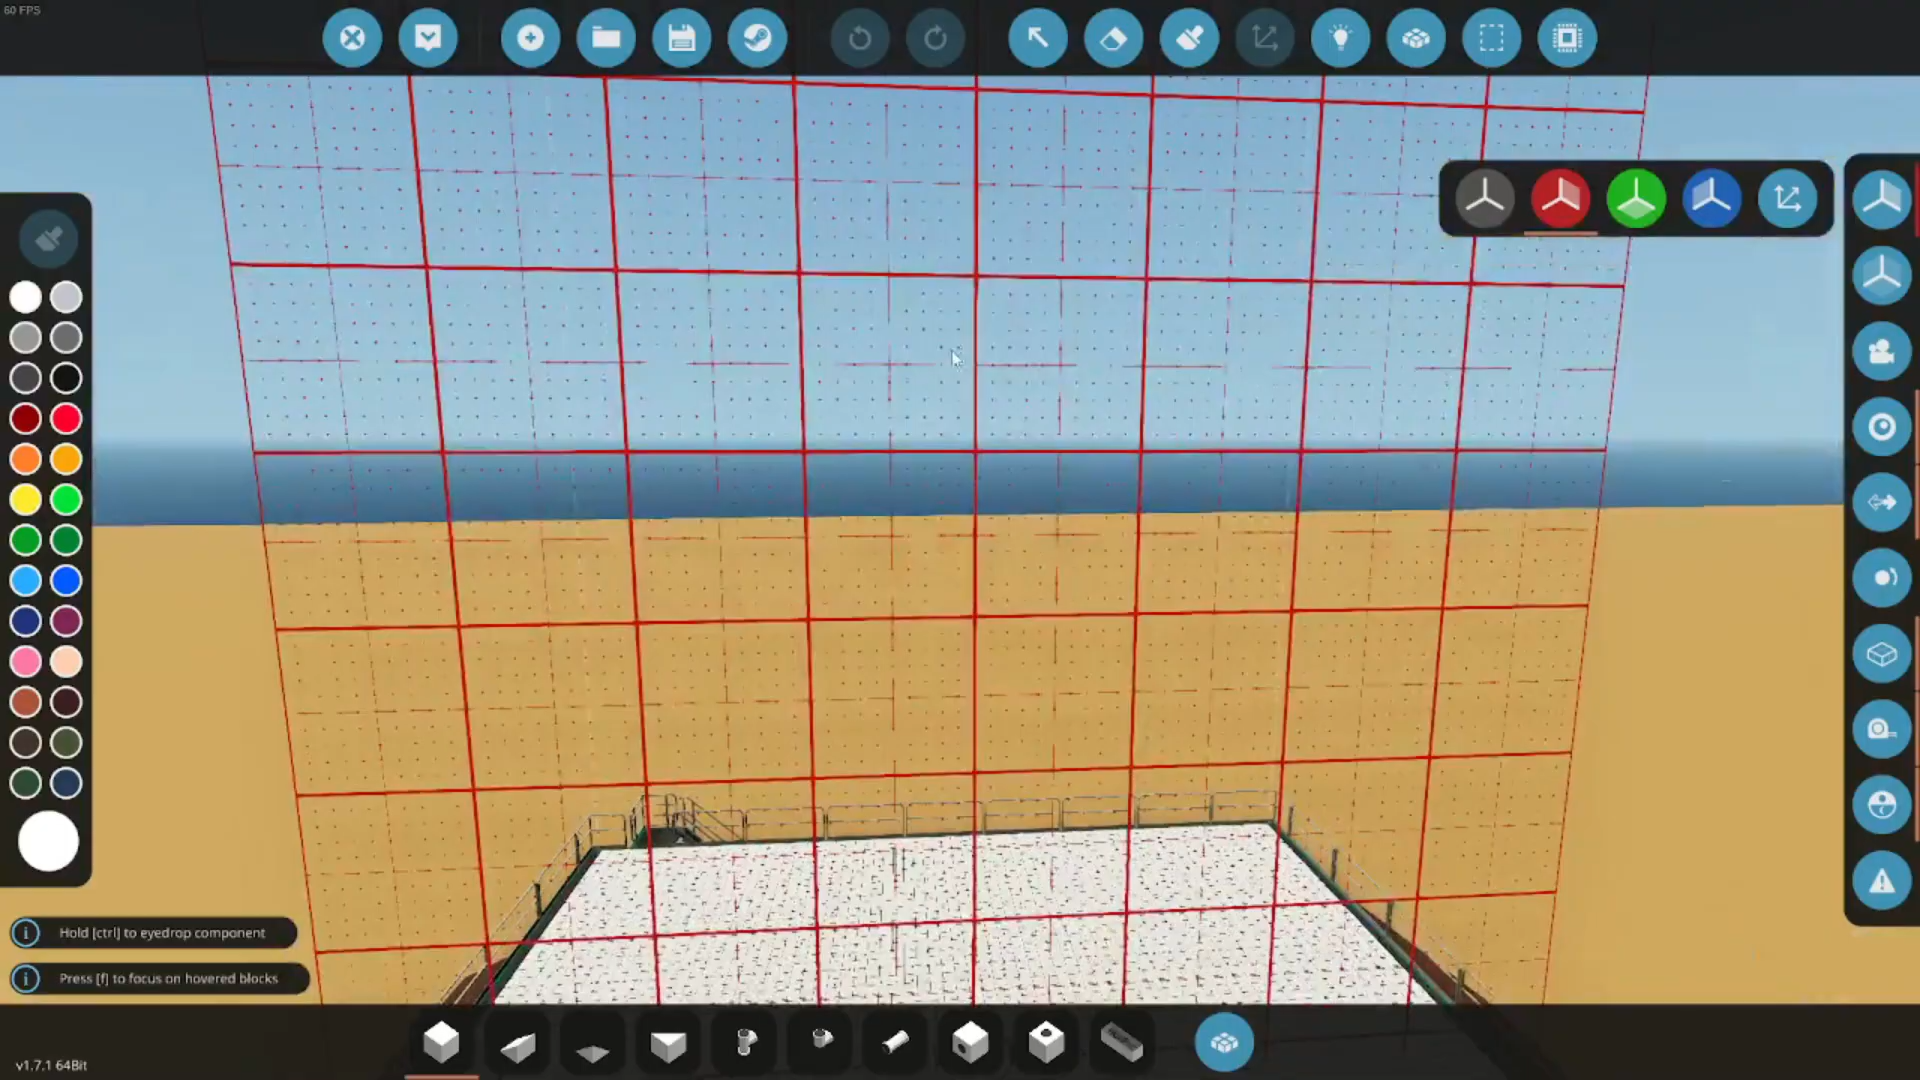 60 FPS
Hold [ctrl] to eyedrop component
Press [f] to focus on hovered blocks
v1.7.1 64Bit